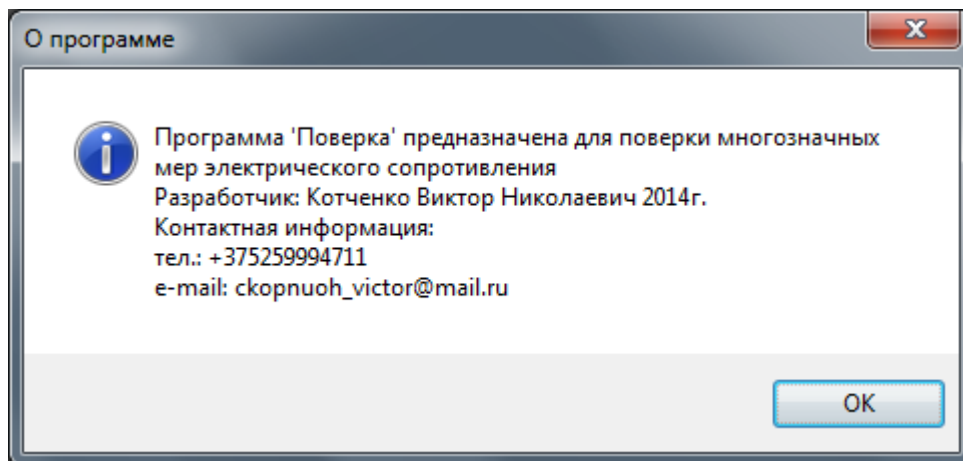 О программе
Программа 'Поверка' предназначена для поверки многозначных
мер электрического сопротивления
Разработчик: Котченко Виктор Николаевич 2014г.
Контактная информация:
тел.: +375259994711
e-mail: ckopnuoh_victor@mail.ru
OK